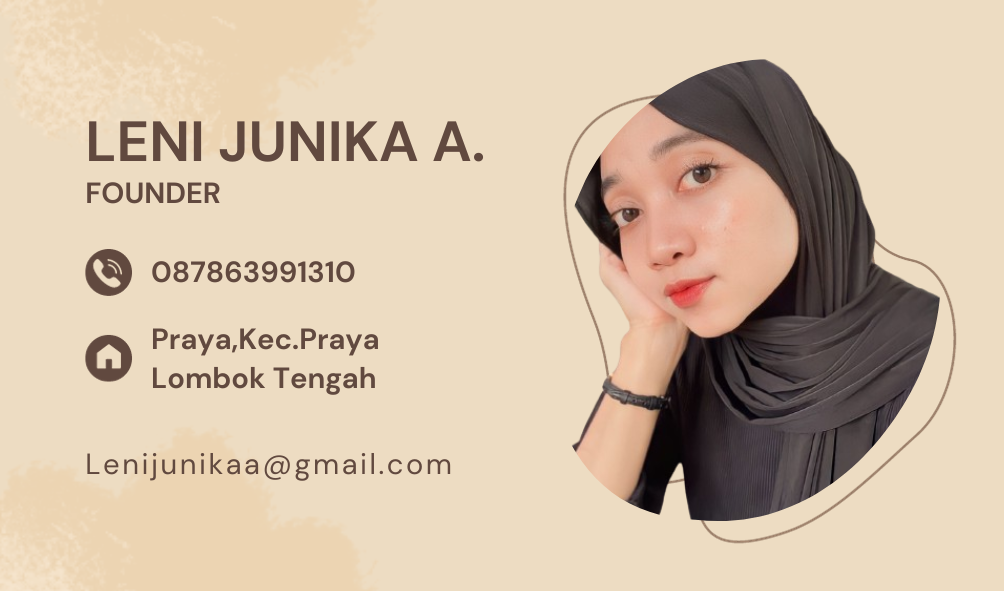 LENI JUNIKA A.
FOUNDER
087863991310
Praya,Kec.Praya
Lombok Tengah
Lenijunikaa@gmail.com